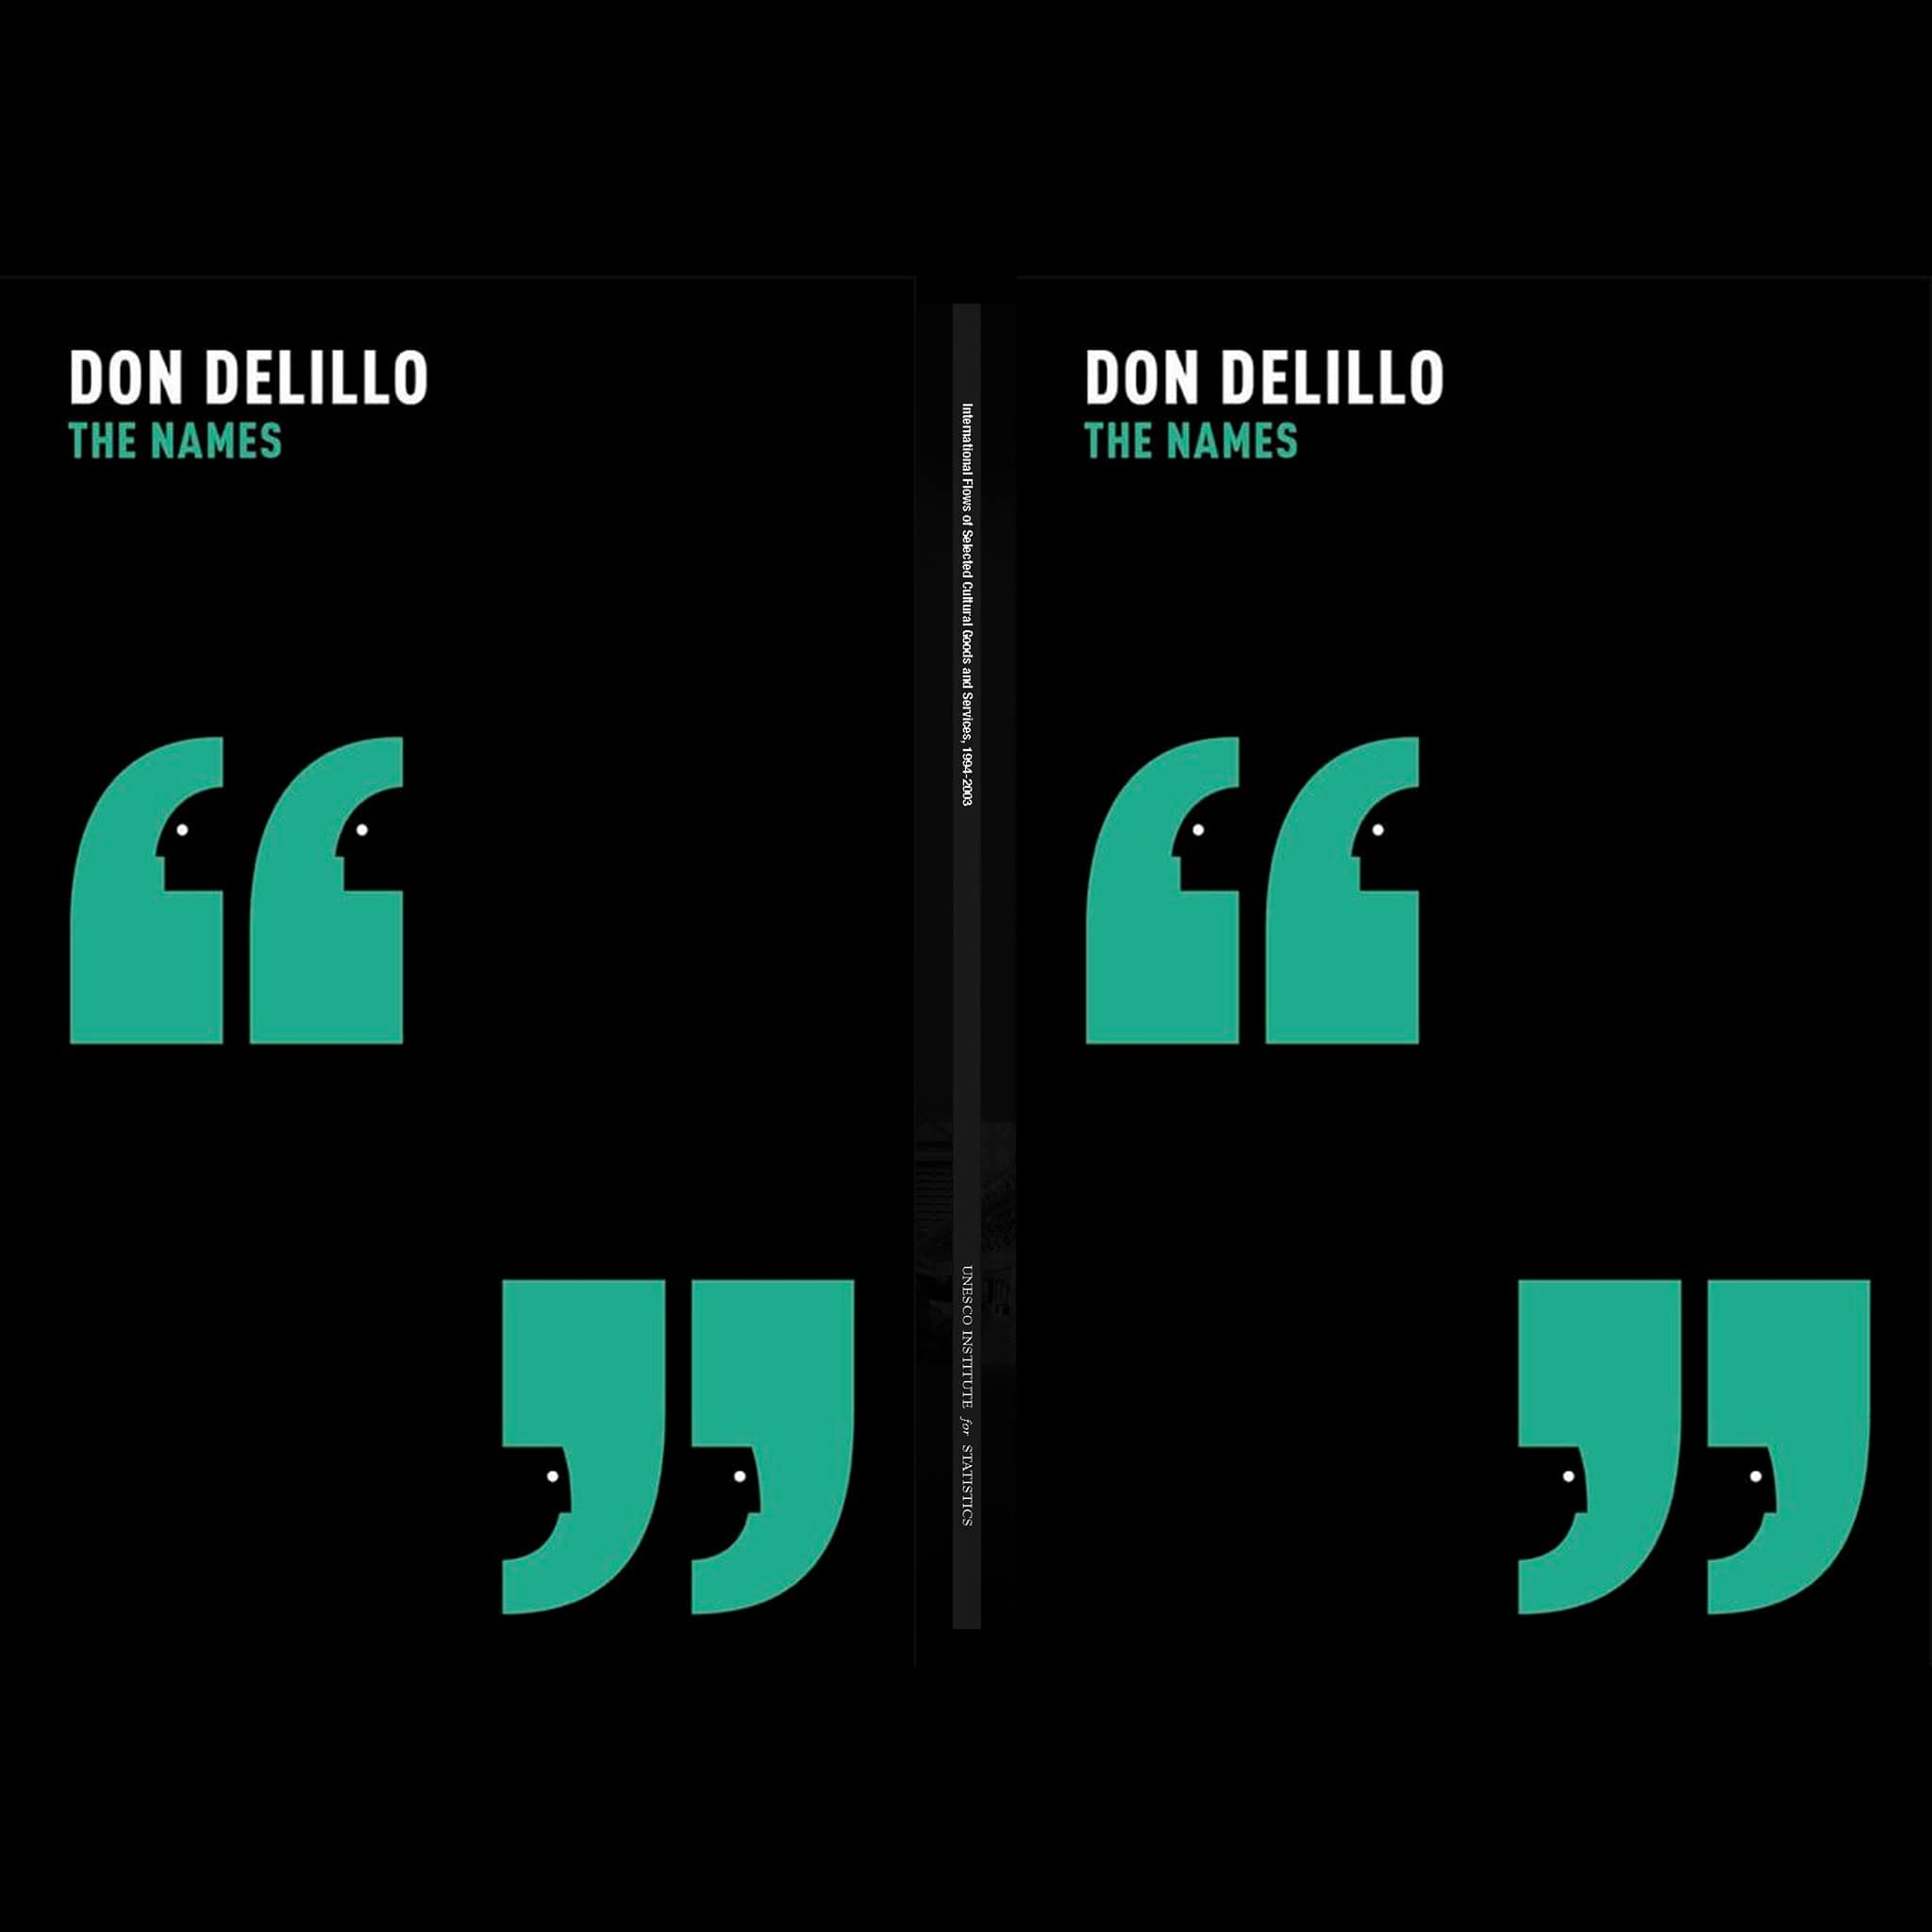 DON DELILLO
THE NAMES
International Flows of Selected Cultural Goods and Services, 1994-2003
UNESCO INSTITUTE for STATISTICS
DON DELILLO
THE NAMES